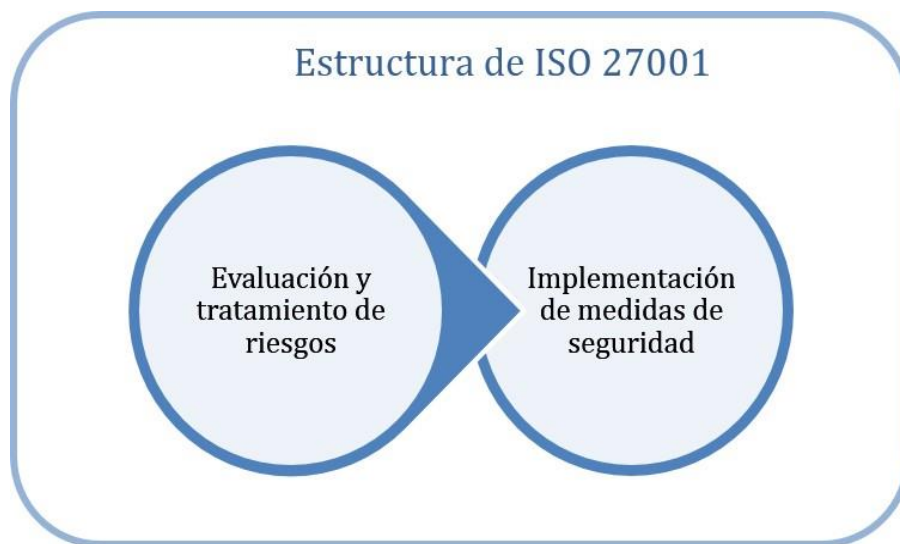 Estructura de ISO 27001
Evaluación y
tratamiento de
riesgos
Implementación
de medidas de
seguridad